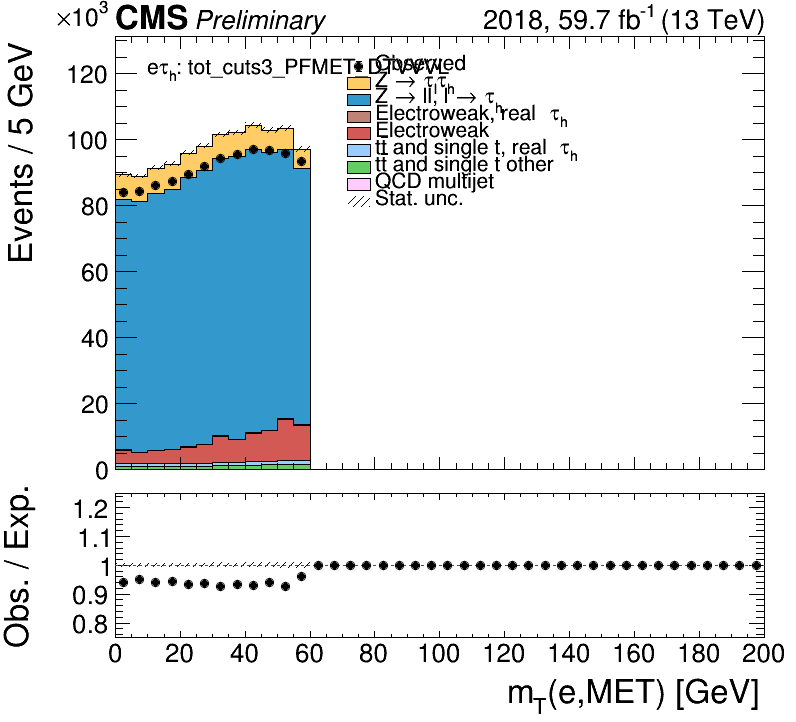 ×10³ CMS Preliminary 2018, 59.7 fb⁻¹ (13 TeV)
Events / 5 GeV
120
100
80
60
40
20
0
eτh: tot_cuts3_PFMET
Observed
Z → τlτh
Z → ll, l → τh
Electroweak, real τh
Electroweak
tt̄ and single t, real τh
tt̄ and single t other
QCD multijet
Stat. unc.
Obs. / Exp.
1.2
1.1
1
0.9
0.8
0 20 40 60 80 100 120 140 160 180 200
mT(e,MET) [GeV]